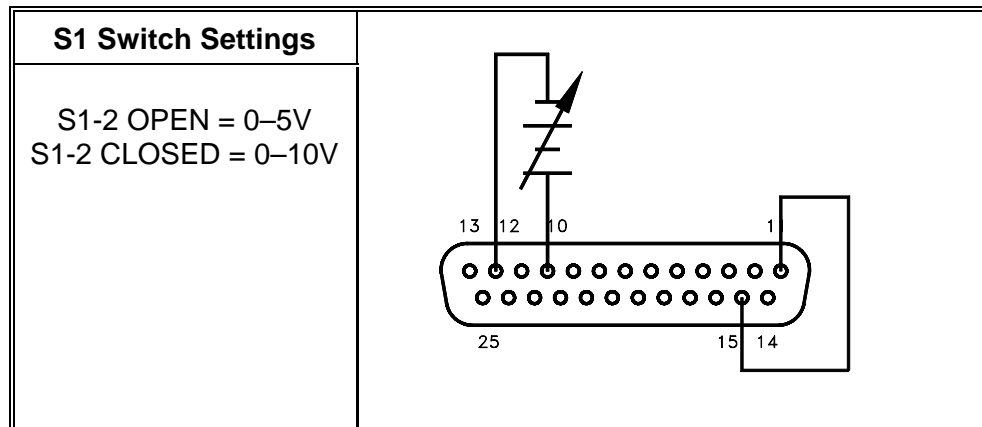 S1 Switch Settings
S1-2 OPEN = 0–5V
S1-2 CLOSED = 0–10V
13 12 10 1
25 15 14